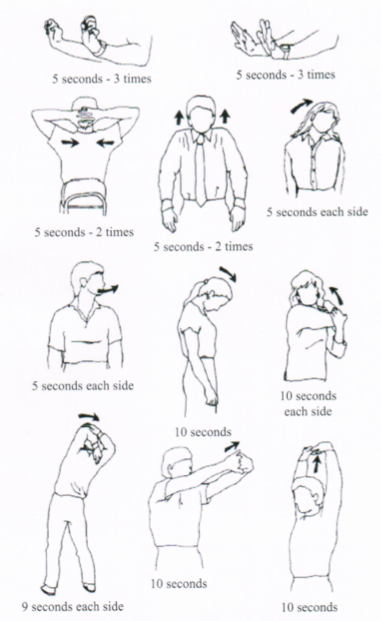 5 seconds - 3 times
5 seconds - 3 times
5 seconds each side
5 seconds - 2 times
5 seconds - 2 times
5 seconds each side
10 seconds
each side
10 seconds
10 seconds
9 seconds each side
10 seconds